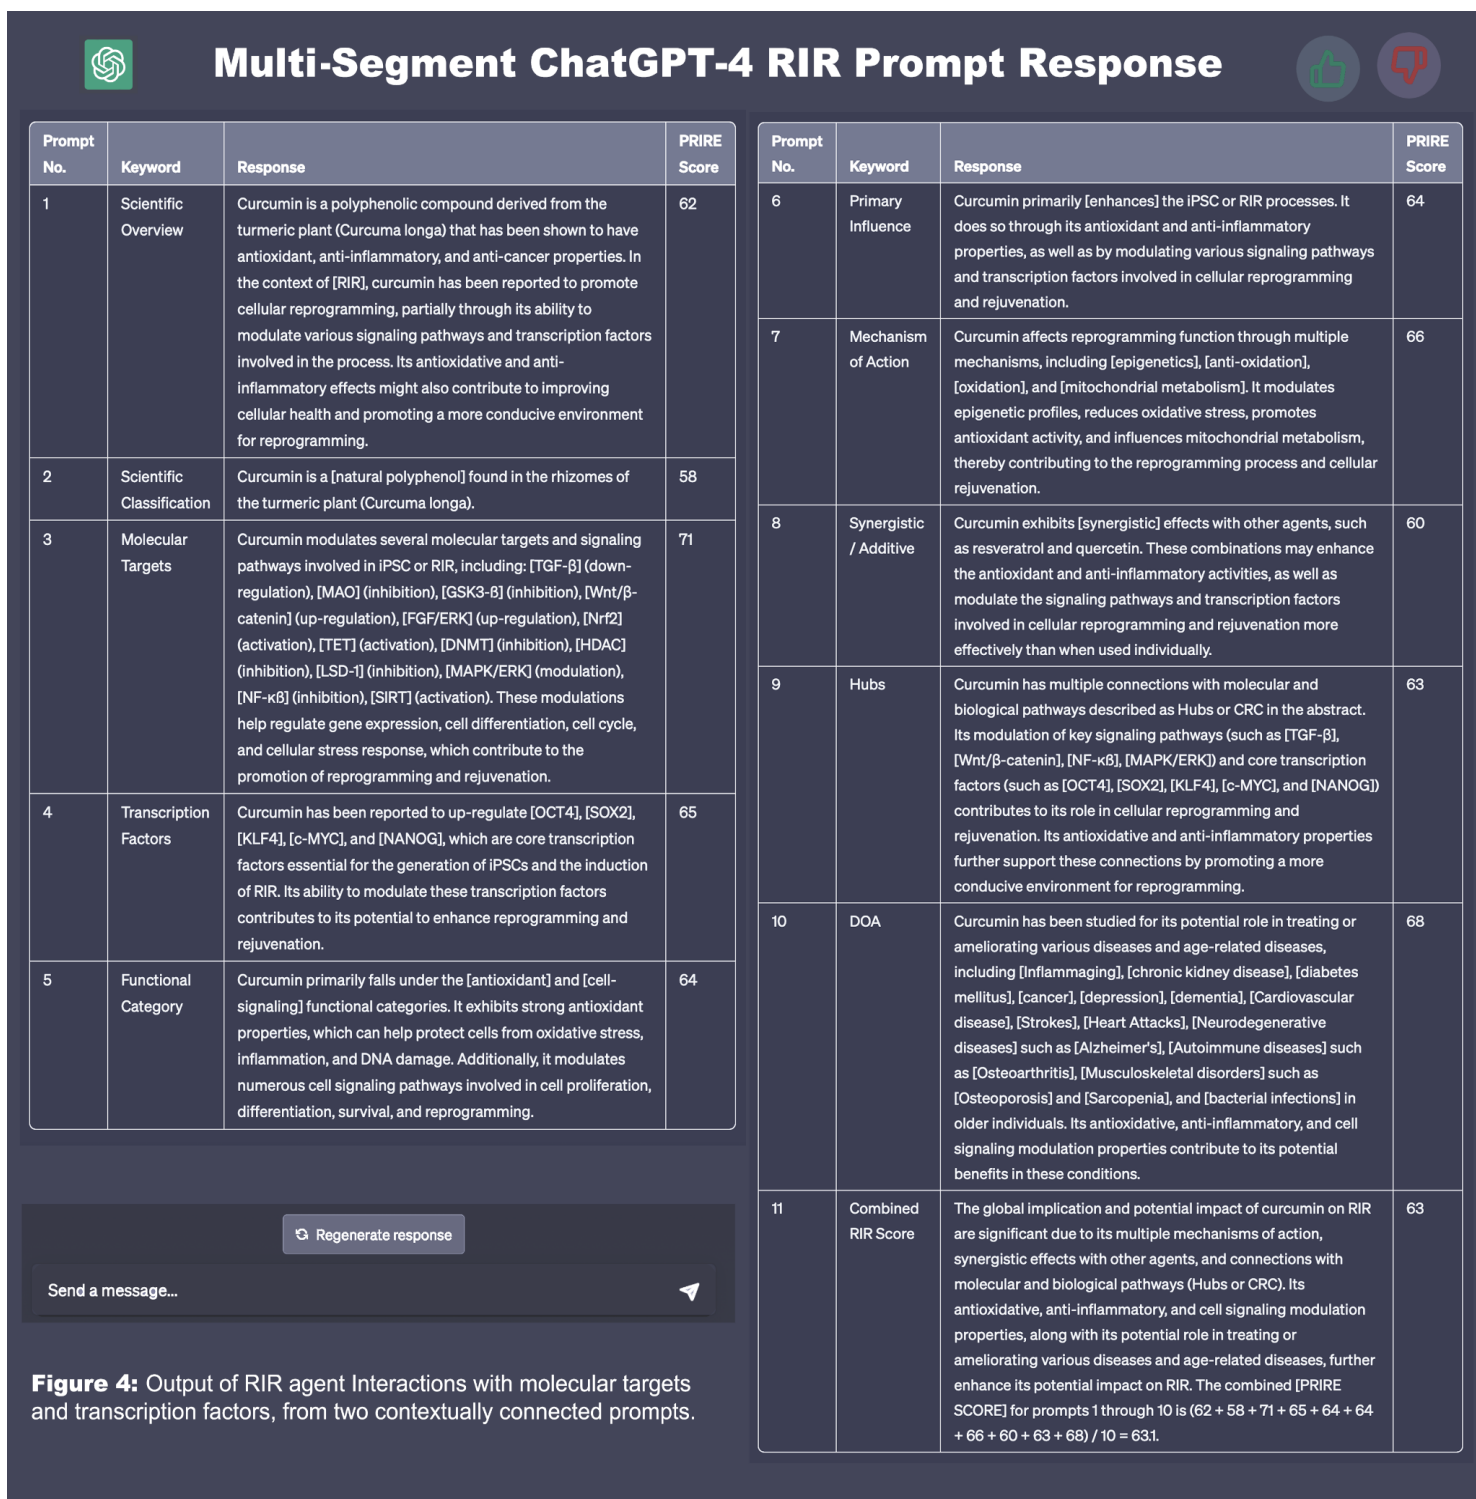 Multi-Segment ChatGPT-4 RIR Prompt Response
Prompt
No.
Keyword
Response
PRIRE
Score
1
Scientific
Overview
Curcumin is a polyphenolic compound derived from the
turmeric plant (Curcuma longa) that has been shown to have
antioxidant, anti-inflammatory, and anti-cancer properties. In
the context of [RIR], curcumin has been reported to promote
cellular reprogramming, partially through its ability to
modulate various signaling pathways and transcription factors
involved in the process. Its antioxidative and anti-
inflammatory effects might also contribute to improving
cellular health and promoting a more conducive environment
for reprogramming.
62
2
Scientific
Classification
Curcumin is a [natural polyphenol] found in the rhizomes of
the turmeric plant (Curcuma longa).
58
3
Molecular
Targets
Curcumin modulates several molecular targets and signaling
pathways involved in iPSC or RIR, including: [TGF-β] (down-
regulation), [MAO] (inhibition), [GSK3-ß] (inhibition), [Wnt/β-
catenin] (up-regulation), [FGF/ERK] (up-regulation), [Nrf2]
(activation), [TET] (activation), [DNMT] (inhibition), [HDAC]
(inhibition), [LSD-1] (inhibition), [MAPK/ERK] (modulation),
[NF-κß] (inhibition), [SIRT] (activation). These modulations
help regulate gene expression, cell differentiation, cell cycle,
and cellular stress response, which contribute to the
promotion of reprogramming and rejuvenation.
71
4
Transcription
Factors
Curcumin has been reported to up-regulate [OCT4], [SOX2],
[KLF4], [c-MYC], and [NANOG], which are core transcription
factors essential for the generation of iPSCs and the induction
of RIR. Its ability to modulate these transcription factors
contributes to its potential to enhance reprogramming and
rejuvenation.
65
5
Functional
Category
Curcumin primarily falls under the [antioxidant] and [cell-
signaling] functional categories. It exhibits strong antioxidant
properties, which can help protect cells from oxidative stress,
inflammation, and DNA damage. Additionally, it modulates
numerous cell signaling pathways involved in cell proliferation,
differentiation, survival, and reprogramming.
64
Regenerate response
Send a message...
Figure 4: Output of RIR agent Interactions with molecular targets
and transcription factors, from two contextually connected prompts.
Prompt
No.
Keyword
Response
PRIRE
Score
6
Primary
Influence
Curcumin primarily [enhances] the iPSC or RIR processes. It
does so through its antioxidant and anti-inflammatory
properties, as well as by modulating various signaling pathways
and transcription factors involved in cellular reprogramming
and rejuvenation.
64
7
Mechanism
of Action
Curcumin affects reprogramming function through multiple
mechanisms, including [epigenetics], [anti-oxidation],
[oxidation], and [mitochondrial metabolism]. It modulates
epigenetic profiles, reduces oxidative stress, promotes
antioxidant activity, and influences mitochondrial metabolism,
thereby contributing to the reprogramming process and cellular
rejuvenation.
66
8
Synergistic
/ Additive
Curcumin exhibits [synergistic] effects with other agents, such
as resveratrol and quercetin. These combinations may enhance
the antioxidant and anti-inflammatory activities, as well as
modulate the signaling pathways and transcription factors
involved in cellular reprogramming and rejuvenation more
effectively than when used individually.
60
9
Hubs
Curcumin has multiple connections with molecular and
biological pathways described as Hubs or CRC in the abstract.
Its modulation of key signaling pathways (such as [TGF-β],
[Wnt/β-catenin], [NF-κß], [MAPK/ERK]) and core transcription
factors (such as [OCT4], [SOX2], [KLF4], [c-MYC], and [NANOG])
contributes to its role in cellular reprogramming and
rejuvenation. Its antioxidative and anti-inflammatory properties
further support these connections by promoting a more
conducive environment for reprogramming.
63
10
DOA
Curcumin has been studied for its potential role in treating or
ameliorating various diseases and age-related diseases,
including [Inflammaging], [chronic kidney disease], [diabetes
mellitus], [cancer], [depression], [dementia], [Cardiovascular
disease], [Strokes], [Heart Attacks], [Neurodegenerative
diseases] such as [Alzheimer's], [Autoimmune diseases] such
as [Osteoarthritis], [Musculoskeletal disorders] such as
[Osteoporosis] and [Sarcopenia], and [bacterial infections] in
older individuals. Its antioxidative, anti-inflammatory, and cell
signaling modulation properties contribute to its potential
benefits in these conditions.
68
11
Combined
RIR Score
The global implication and potential impact of curcumin on RIR
are significant due to its multiple mechanisms of action,
synergistic effects with other agents, and connections with
molecular and biological pathways (Hubs or CRC). Its
antioxidative, anti-inflammatory, and cell signaling modulation
properties, along with its potential role in treating or
ameliorating various diseases and age-related diseases, further
enhance its potential impact on RIR. The combined [PRIRE
SCORE] for prompts 1 through 10 is (62 + 58 + 71 + 65 + 64 + 64
+ 66 + 60 + 63 + 68) / 10 = 63.1.
63